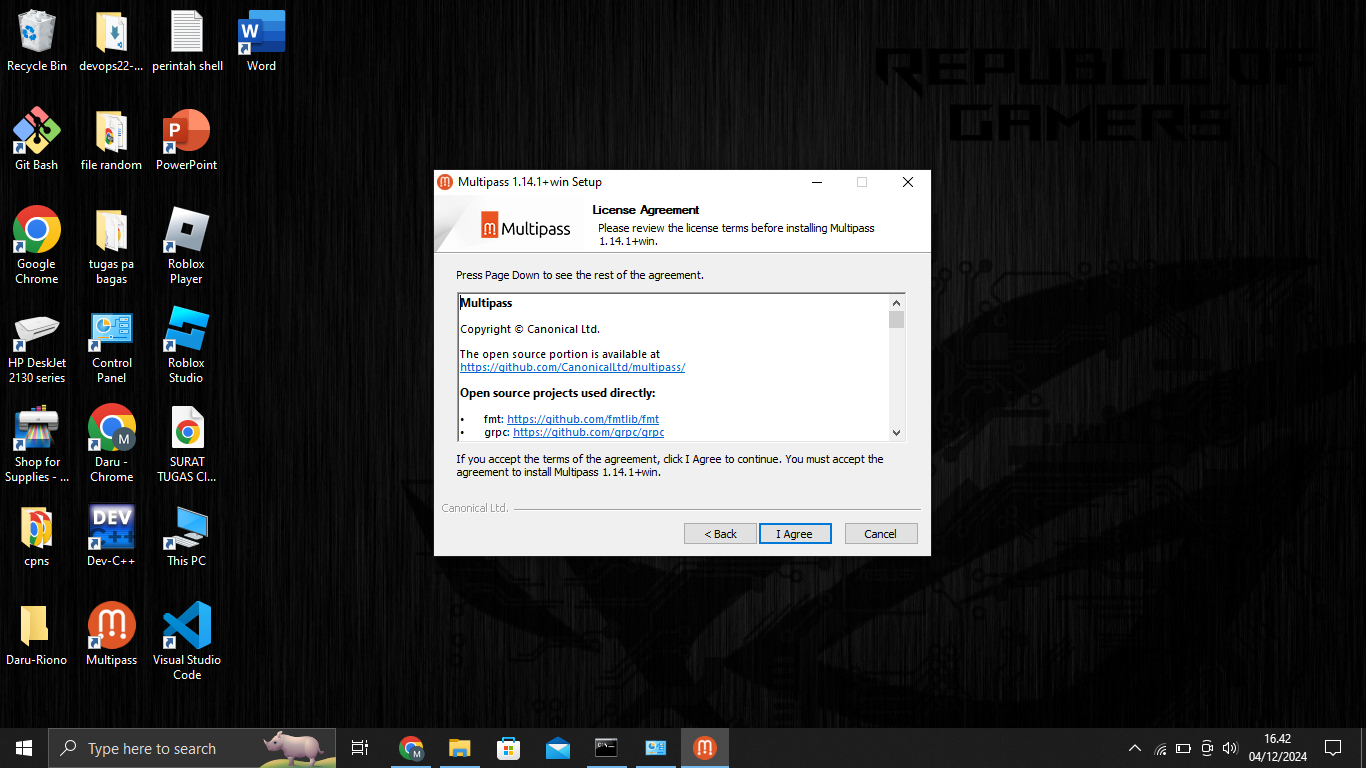 Recycle Bin
devops22-...
perintah shell
Word
REPUBLIC OF
GAMERS
Git Bash
file random
PowerPoint
Google
Chrome
tugas pa
bagas
Roblox
Player
HP DeskJet
2130 series
Control
Panel
Roblox
Studio
Shop for
Supplies - ...
Daru -
Chrome
SURAT
TUGAS CI...
cpns
DEV
C++
Dev-C++
This PC
Daru-Riono
Multipass
Visual Studio
Code
Multipass 1.14.1+win Setup
Multipass
License Agreement
Please review the license terms before installing Multipass
1.14.1+win.
Press Page Down to see the rest of the agreement.
Multipass
Copyright © Canonical Ltd.
The open source portion is available at
https://github.com/CanonicalLtd/multipass/
Open source projects used directly:
• fmt: https://github.com/fmtlib/fmt
• grpc: https://github.com/grpc/grpc
If you accept the terms of the agreement, click I Agree to continue. You must accept the
agreement to install Multipass 1.14.1+win.
Canonical Ltd.
< Back
I Agree
Cancel
Type here to search
16.42
04/12/2024